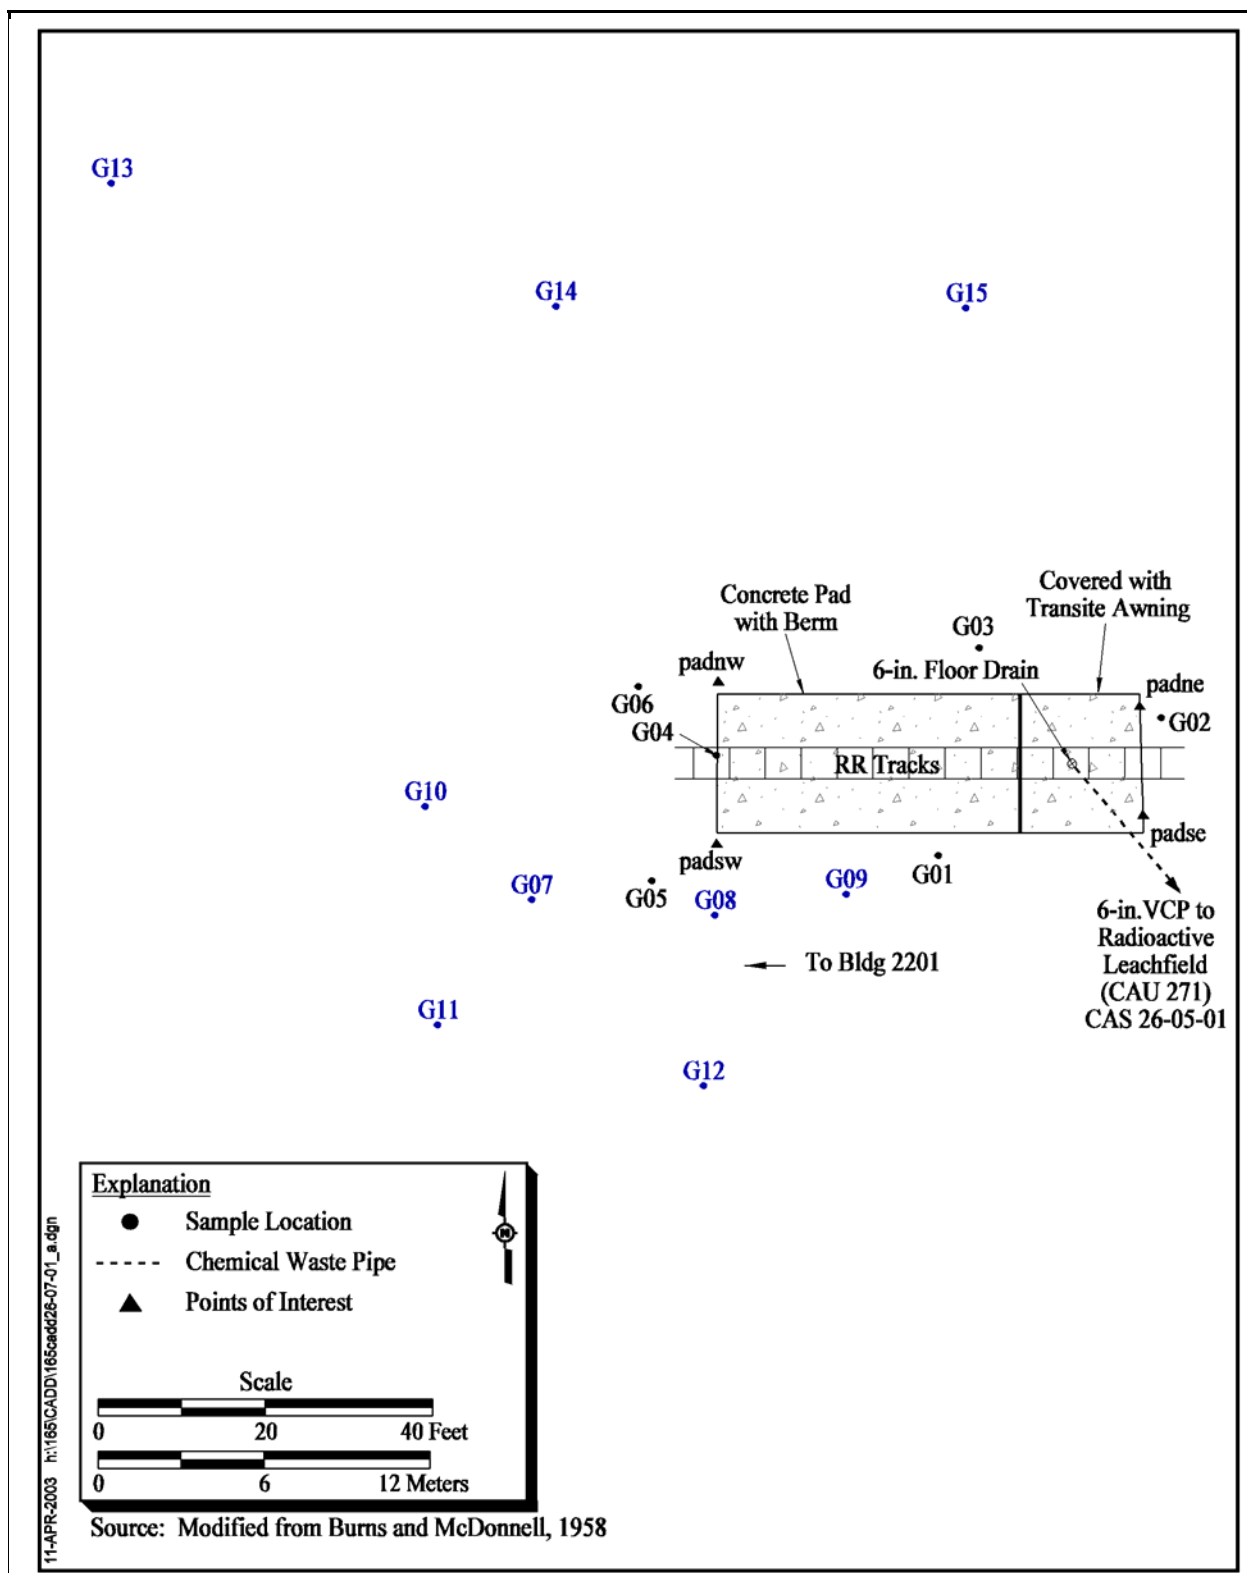 G13
G14
G15
Covered with
Transite Awning
Concrete Pad
with Berm
G03
6-in. Floor Drain
padnw
padne
G06
G02
G04
RR Tracks
G10
padsw
padse
G01
G05
G07
G08
G09
6-in.VCP to
Radioactive
Leachfield
(CAU 271)
CAS 26-05-01
To Bldg 2201
G11
G12
Explanation
N
Sample Location
Chemical Waste Pipe
Points of Interest
Scale
0 20 40 Feet
0 6 12 Meters
Source: Modified from Burns and McDonnell, 1958
11-APR-2003 h:\165\CADD\165cadd26-07-01_a.dgn